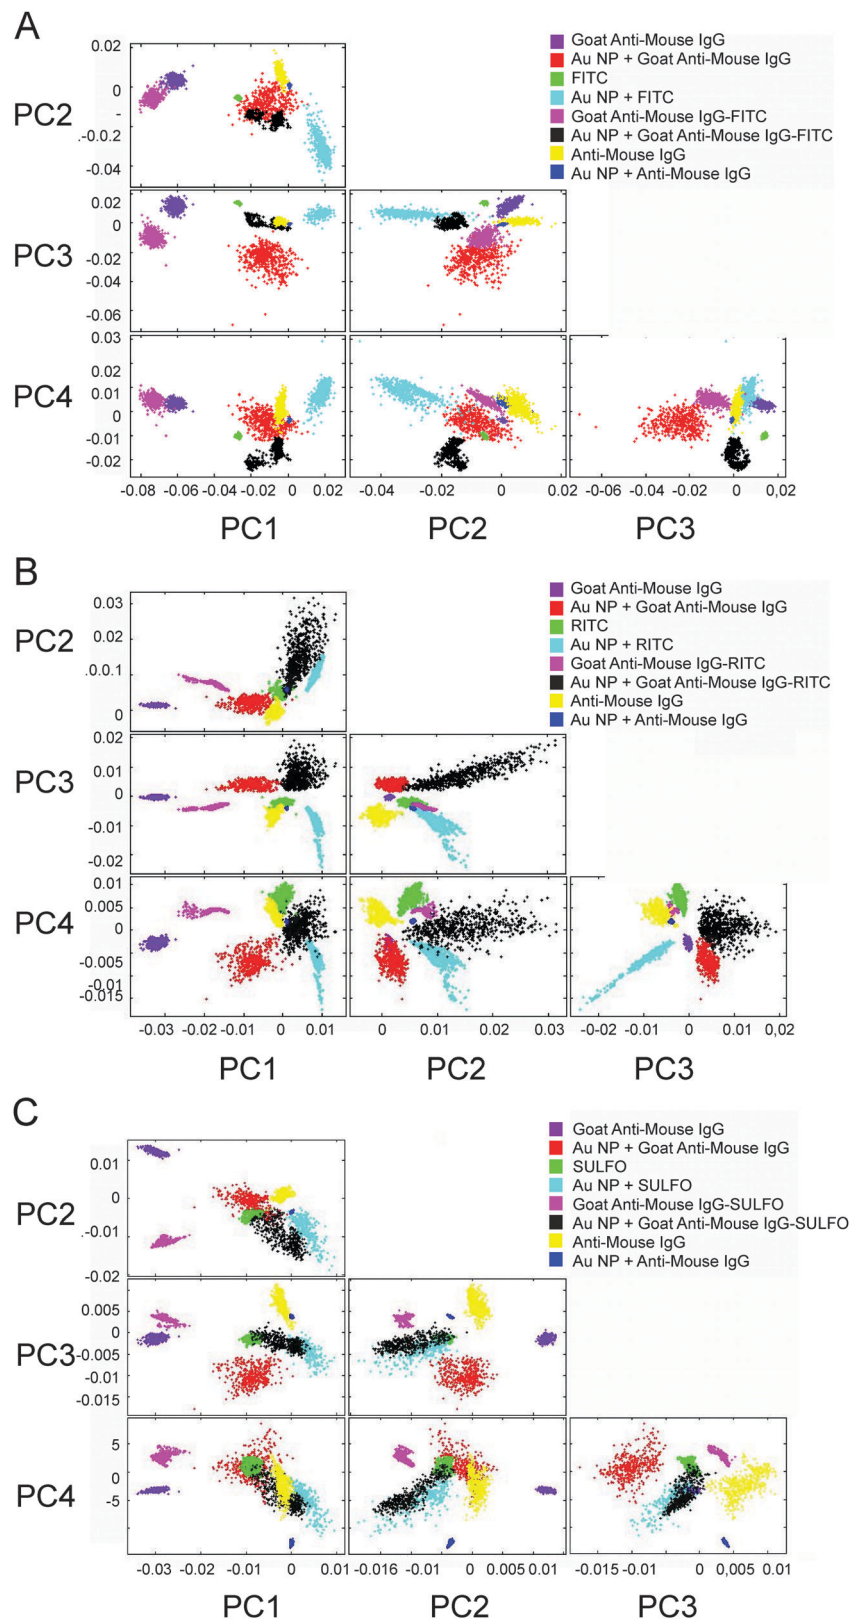 A
Goat Anti-Mouse IgG
Au NP + Goat Anti-Mouse IgG
FITC
Au NP + FITC
Goat Anti-Mouse IgG-FITC
Au NP + Goat Anti-Mouse IgG-FITC
Anti-Mouse IgG
Au NP + Anti-Mouse IgG
0.02
0
-
-0.02
-0.04
PC2
0.02
0
-0.02
-0.04
-0.06
PC3
0.03
0.01
0
-0.01
-0.02
PC4
-0.08 -0.06 -0.04 -0.02 0 0.02
-0.04 -0.02 0 0.02
-0.06 -0.04 -0.02 0 0,02
PC1 PC2 PC3
B
Goat Anti-Mouse IgG
Au NP + Goat Anti-Mouse IgG
RITC
Au NP + RITC
Goat Anti-Mouse IgG-RITC
Au NP + Goat Anti-Mouse IgG-RITC
Anti-Mouse IgG
Au NP + Anti-Mouse IgG
0.03
0.02
.0.01
0
PC2
0.02
0.01
0
-0.01
-0.02
PC3
0.01
0.005
0
-0.005
-0.01
-0.015
PC4
-0.03 -0.02 -0.01 0 0.01
0 0.01 0.02 0.03
-0.02 -0.01 0 0.01 0,02
PC1 PC2 PC3
C
Goat Anti-Mouse IgG
Au NP + Goat Anti-Mouse IgG
SULFO
Au NP + SULFO
Goat Anti-Mouse IgG-SULFO
Au NP + Goat Anti-Mouse IgG-SULFO
Anti-Mouse IgG
Au NP + Anti-Mouse IgG
0.01
0
-0.01
-0.02
PC2
0.005
0
-0.005
-0.01
-0.015
PC3
5
0
-5
PC4
-0.03 -0.02 -0.01 0 0.01
-0.016 -0.01 0 0.005 0.01
-0.015 -0.01 0 0,005 0.01
PC1 PC2 PC3